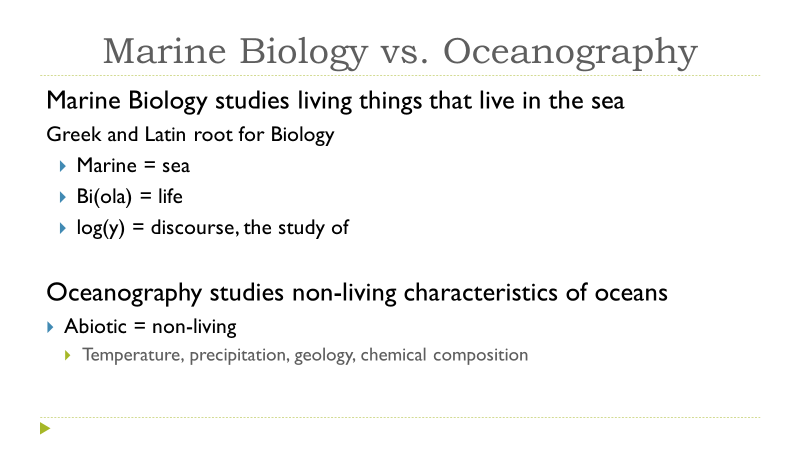 Marine Biology vs. Oceanography
Marine Biology studies living things that live in the sea
Greek and Latin root for Biology
Marine = sea
Bi(ola) = life
log(y) = discourse, the study of
Oceanography studies non-living characteristics of oceans
Abiotic = non-living
Temperature, precipitation, geology, chemical composition